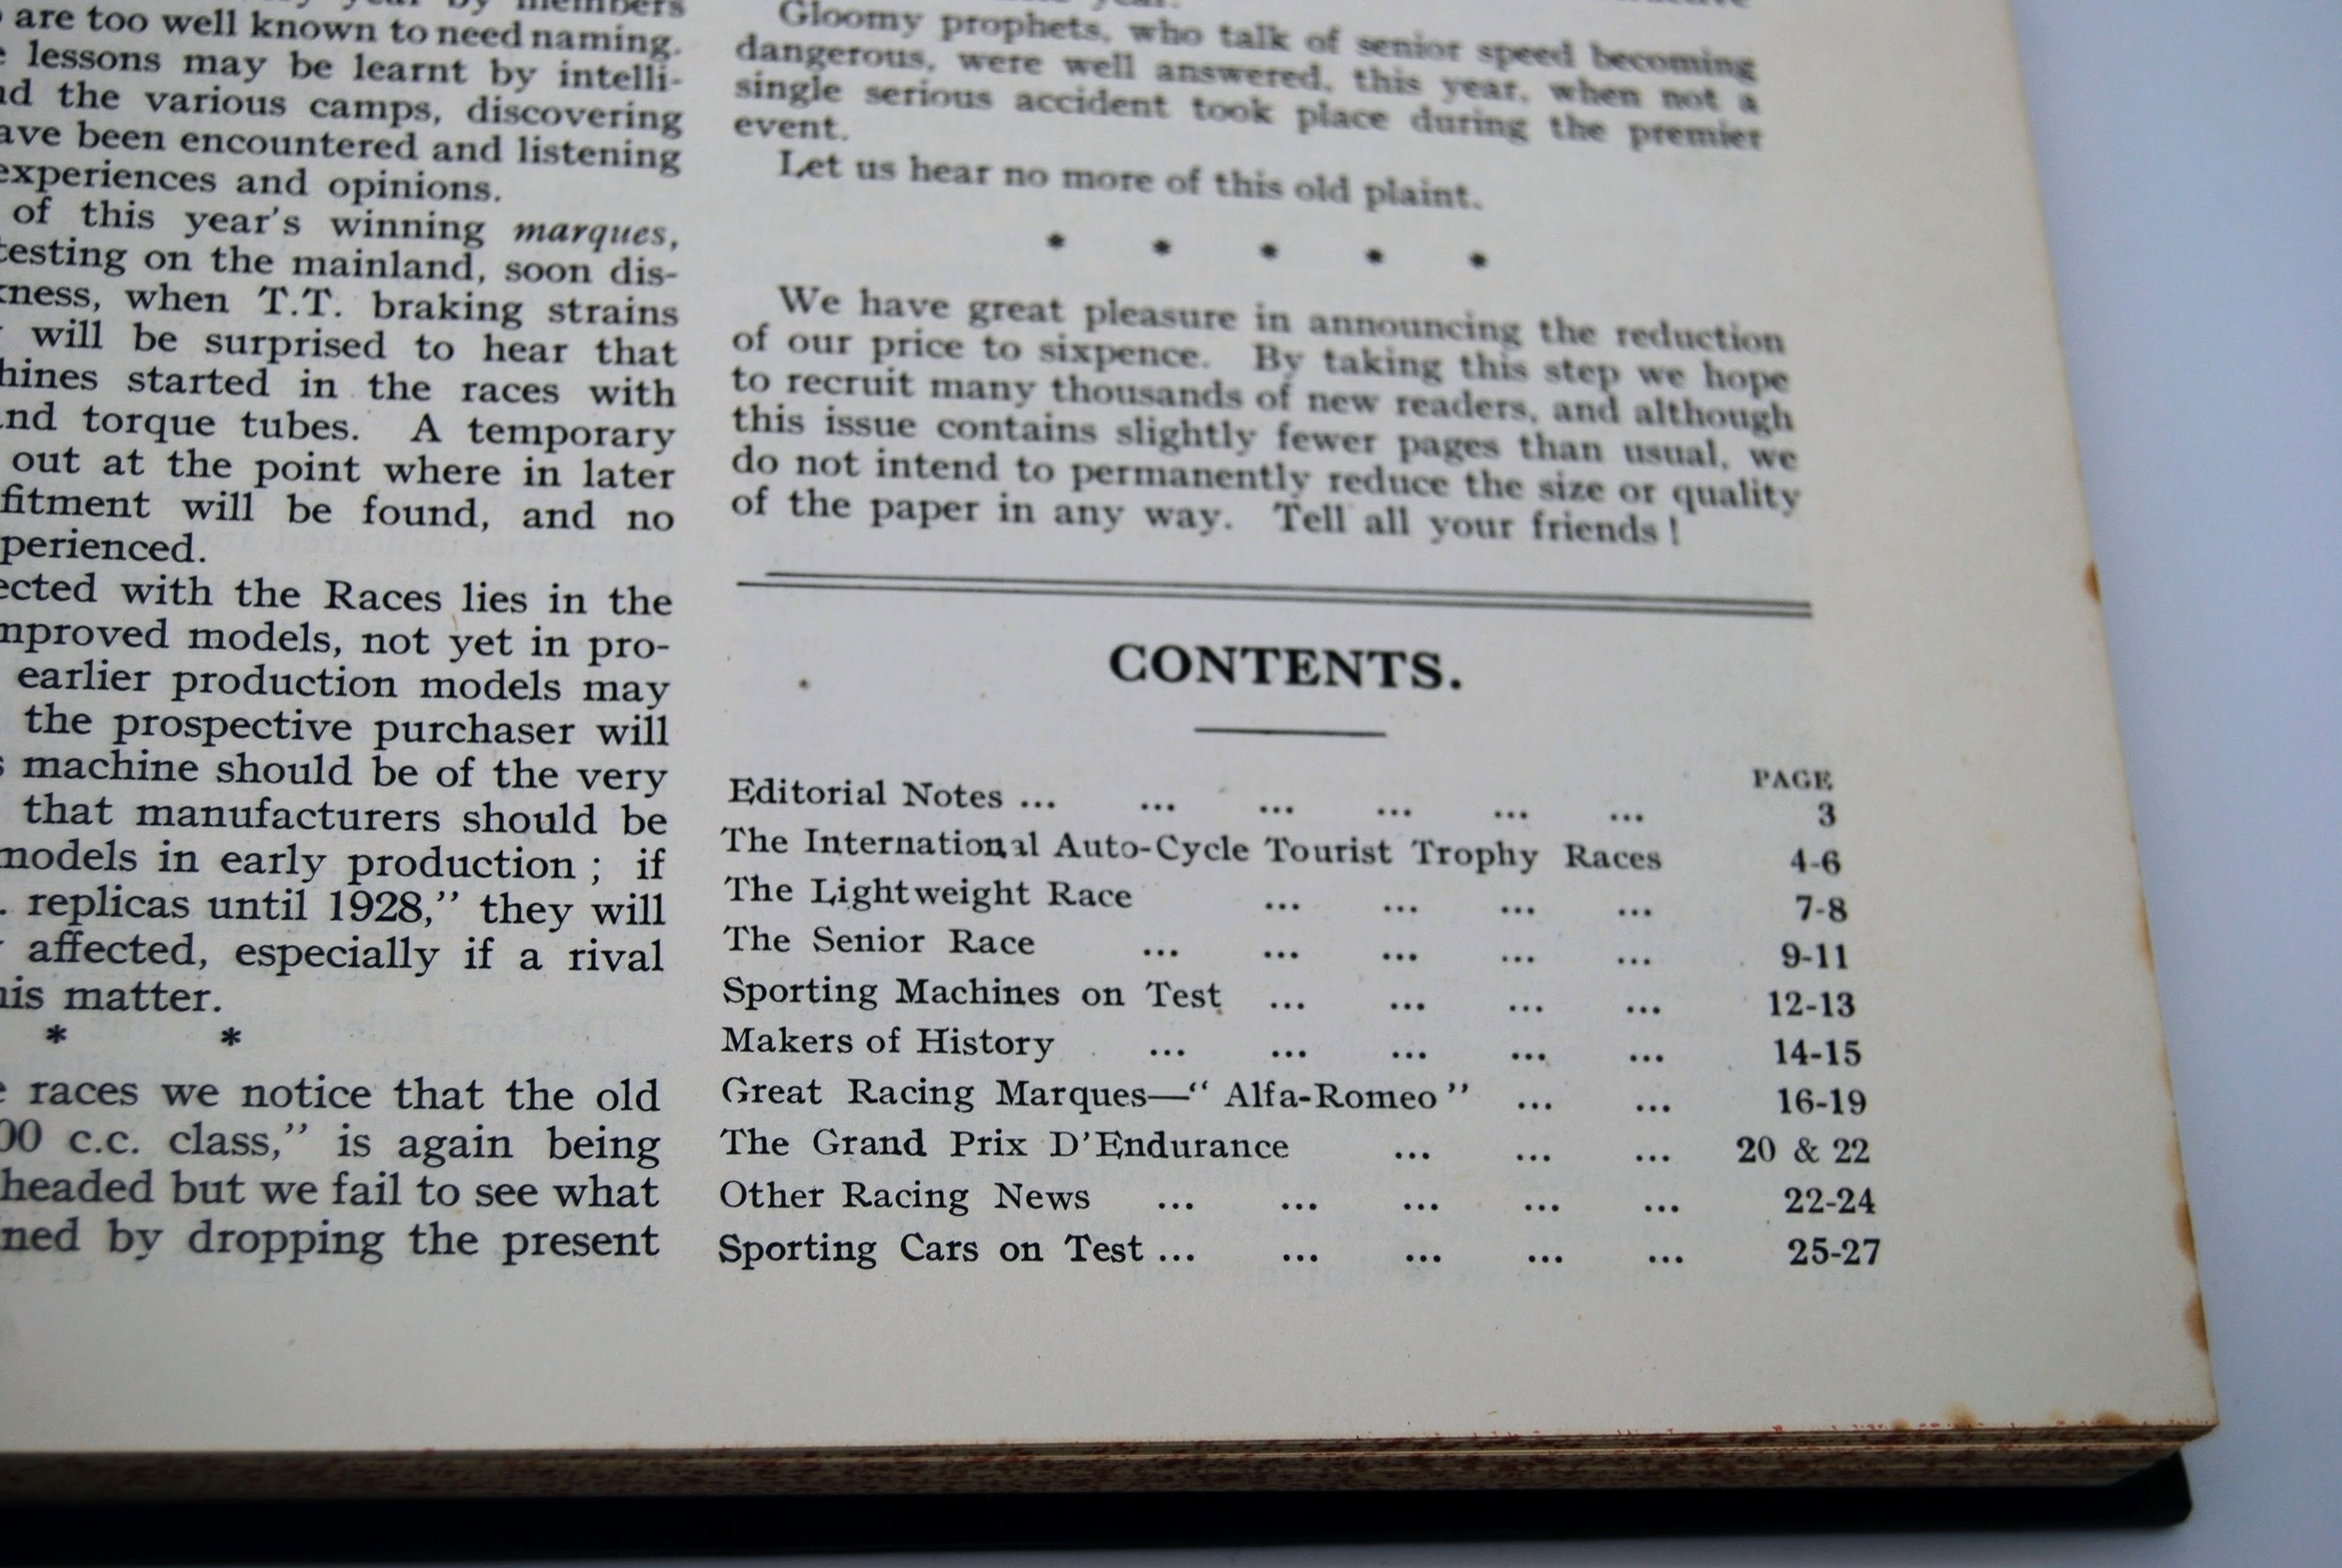 year by members
are too well known to need naming.
lessons may be learnt by intelli-
the various camps, discovering
been encountered and listening
experiences and opinions.
of this year's winning marques,
testing on the mainland, soon dis-
when T.T. braking strains
will be surprised to hear that
started in the races with
torque tubes. A temporary
out at the point where in later
fitment will be found, and no
perienced.
ected with the Races lies in the
mproved models, not yet in pro-
earlier production models may
the prospective purchaser will
machine should be of the very
that manufacturers should be
models in early production ; if
replicas until 1928,” they will
affected, especially if a rival
his matter.
* *
races we notice that the old
00 c.c. class,” is again being
headed but we fail to see what
ned by dropping the present
Gloomy prophets, who talk of senior speed becoming
dangerous, were well answered, this year, when not a
single serious accident took place during the premier
event.
Let us hear no more of this old plaint.
* * * * *
We have great pleasure in announcing the reduction
of our price to sixpence. By taking this step we hope
to recruit many thousands of new readers, and although
this issue contains slightly fewer pages than usual, we
do not intend to permanently reduce the size or quality
of the paper in any way. Tell all your friends !
CONTENTS.
PAGE
Editorial Notes ... ... ... ... ... ... 3
The International Auto-Cycle Tourist Trophy Races 4-6
The Lightweight Race ... ... ... ... 7-8
The Senior Race ... ... ... ... ... 9-11
Sporting Machines on Test ... ... ... ... 12-13
Makers of History ... ... ... ... ... 14-15
Great Racing Marques—“ Alfa-Romeo ” ... ... 16-19
The Grand Prix D'Endurance ... ... ... 20 & 22
Other Racing News ... ... ... ... ... 22-24
Sporting Cars on Test ... ... ... ... ... 25-27